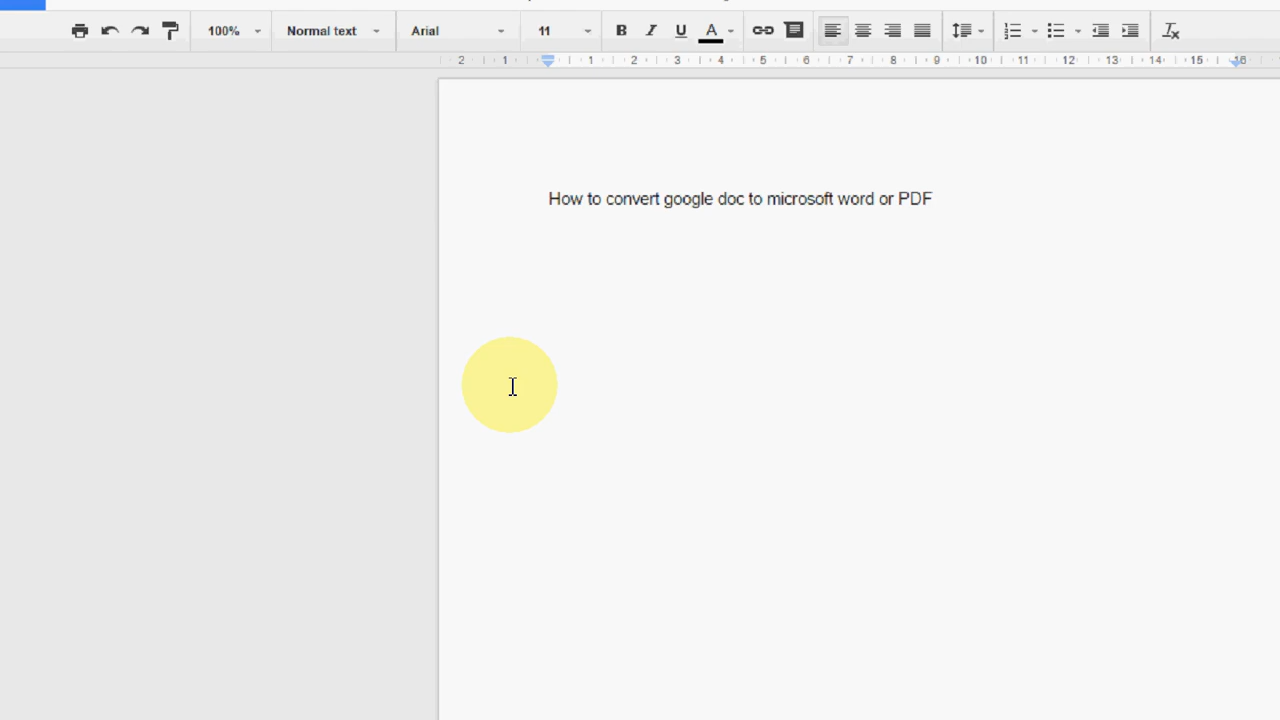 100% Normal text Arial 11 B I U A
2 1 1 2 3 4 5 6 7 8 9 10 11 12 13 14 15 16
How to convert google doc to microsoft word or PDF